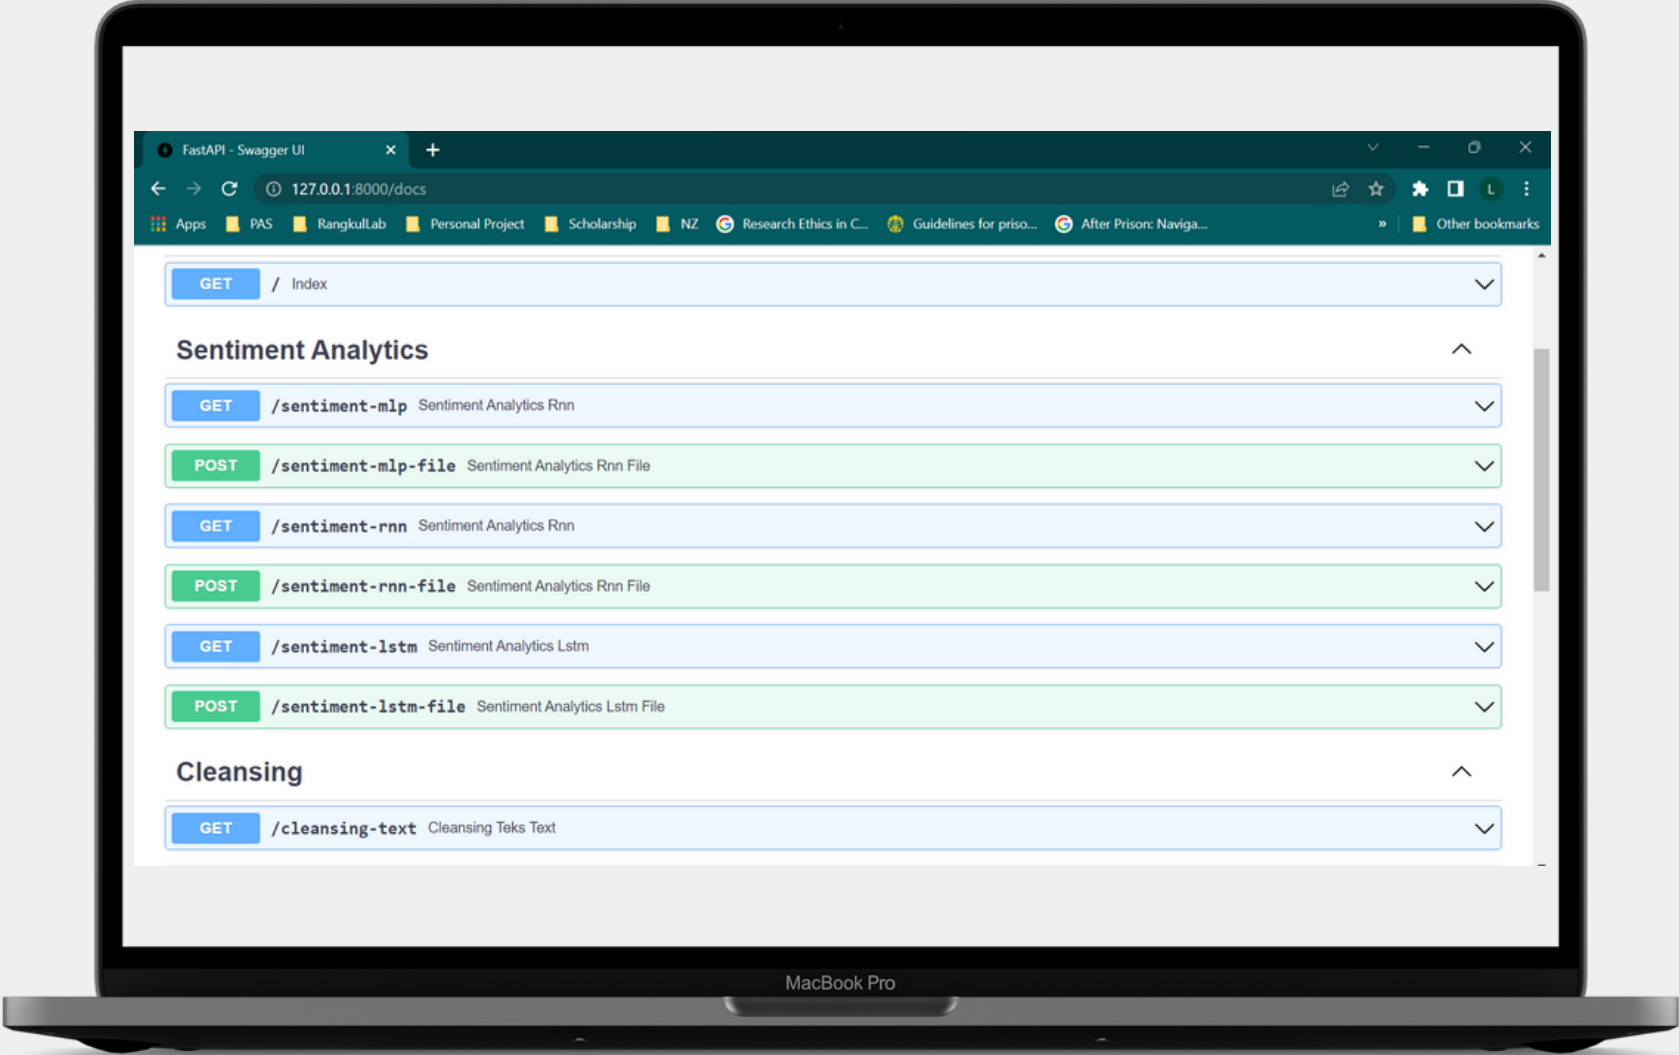 FastAPI - Swagger UI
127.0.0.1:8000/docs
L
Apps PAS RangkulLab Personal Project Scholarship NZ Research Ethics in C... Guidelines for priso... After Prison: Naviga... » Other bookmarks
GET / Index
Sentiment Analytics
GET /sentiment-mlp Sentiment Analytics Rnn
POST /sentiment-mlp-file Sentiment Analytics Rnn File
GET /sentiment-rnn Sentiment Analytics Rnn
POST /sentiment-rnn-file Sentiment Analytics Rnn File
GET /sentiment-lstm Sentiment Analytics Lstm
POST /sentiment-lstm-file Sentiment Analytics Lstm File
Cleansing
GET /cleansing-text Cleansing Teks Text
MacBook Pro